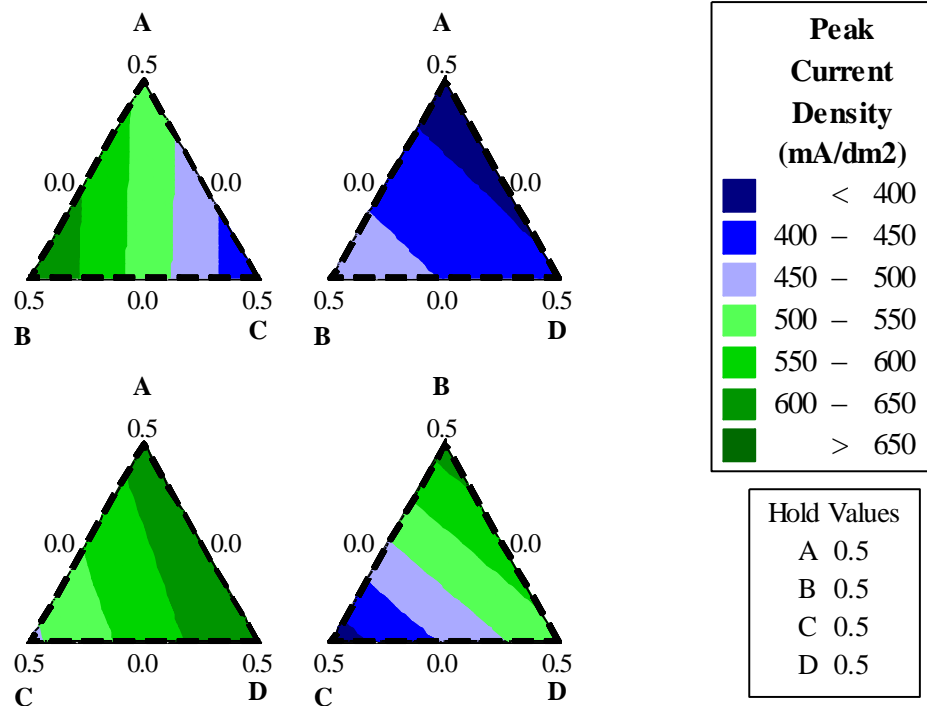 A
0.5
0.0 0.0
0.5 0.0 0.5
B C
A
0.5
0.0 0.0
0.5 0.0 0.5
B D
A
0.5
0.0 0.0
0.5 0.0 0.5
C D
B
0.5
0.0 0.0
0.5 0.0 0.5
C D
Peak
Current
Density
(mA/dm2)
< 400
400 – 450
450 – 500
500 – 550
550 – 600
600 – 650
> 650
Hold Values
A 0.5
B 0.5
C 0.5
D 0.5